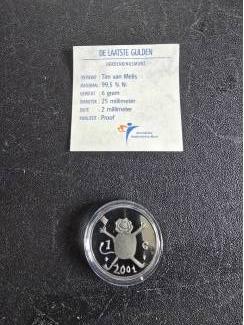 DE LAATSTE GULDEN
HERDENKINGSMUNT
ONTWERP : Tim van Melis
MATERIAAL : 99,5 % Ni
GEWICHT : 6 gram
DIAMETER : 25 millimeter
DIKTE : 2 millimeter
KWALITEIT : Proof
1 G
2001